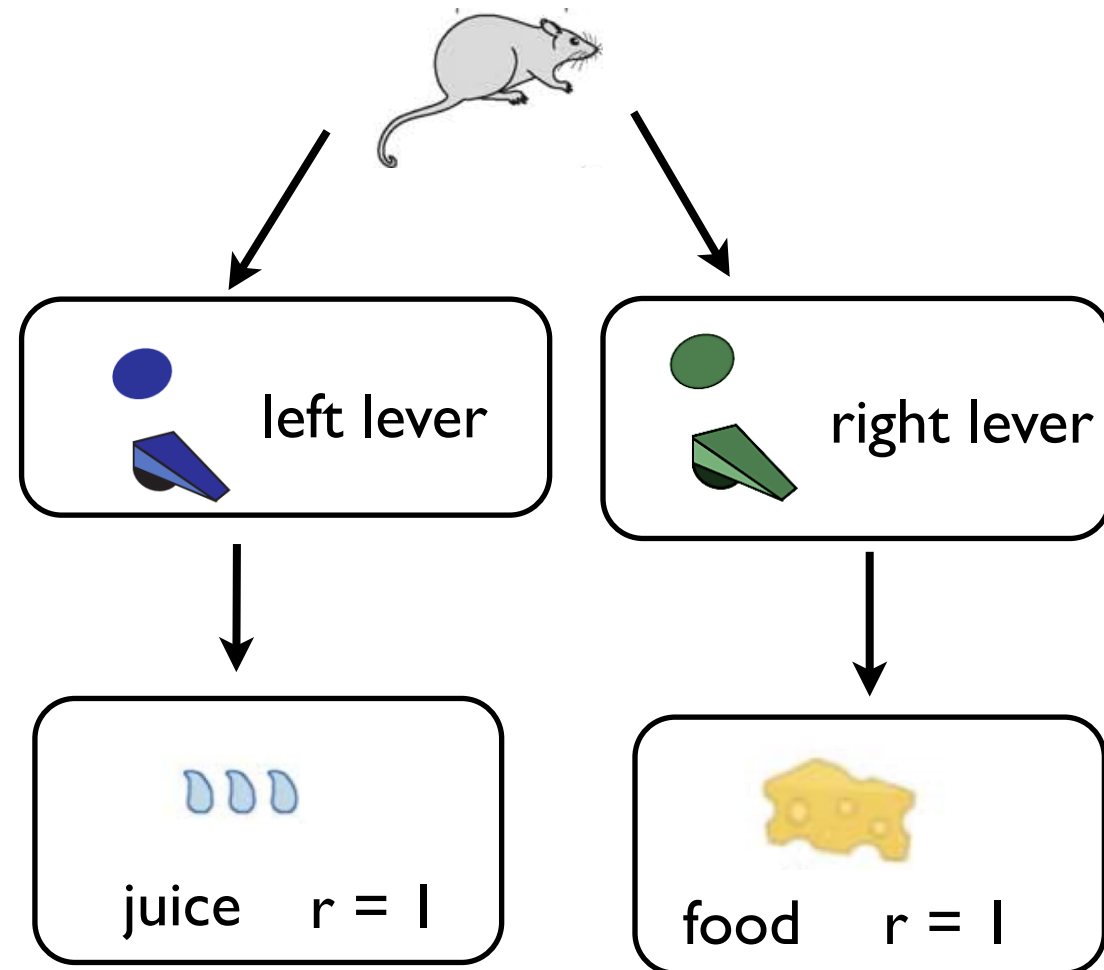 left lever
right lever
juice r = 1
food r = 1